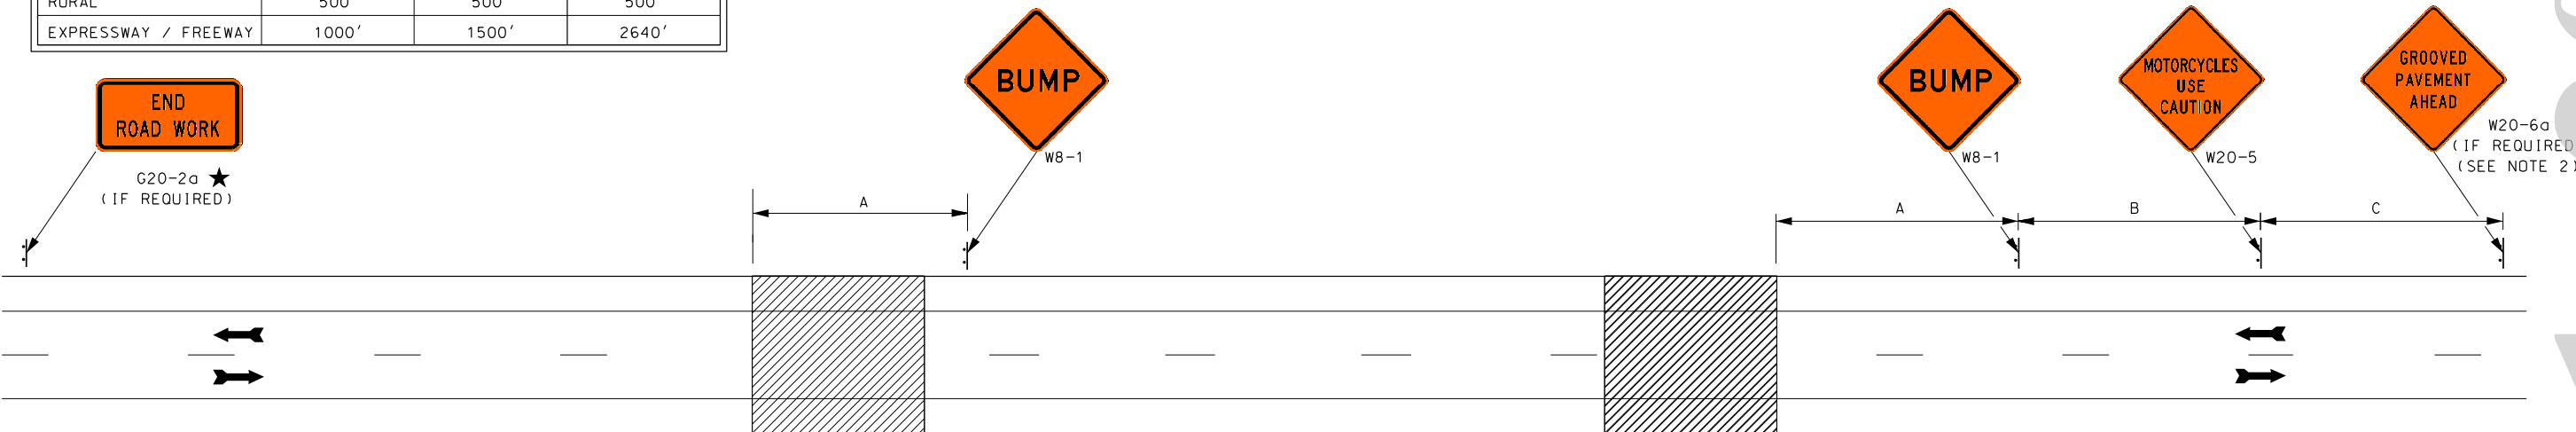 RURAL 500' 500' 500'
EXPRESSWAY / FREEWAY 1000' 1500' 2640'
END
ROAD WORK
G20-2a ★
(IF REQUIRED)
BUMP
W8-1
A
BUMP
W8-1
MOTORCYCLES
USE
CAUTION
W20-5
GROOVED
PAVEMENT
AHEAD
W20-6a
(IF REQUIRED
(SEE NOTE 2)
A
B
C